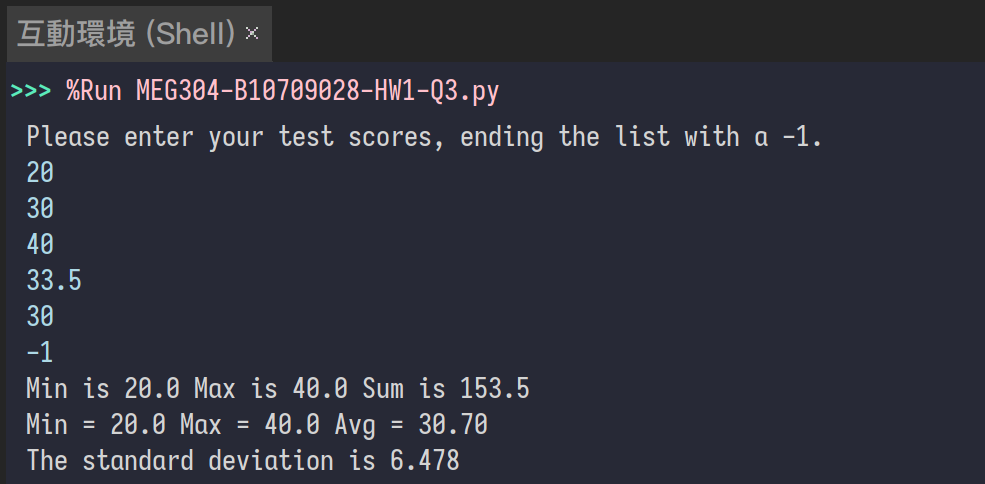 互動環境 (Shell) ×
>>> %Run MEG304-B10709028-HW1-Q3.py
Please enter your test scores, ending the list with a -1.
20
30
40
33.5
30
-1
Min is 20.0 Max is 40.0 Sum is 153.5
Min = 20.0 Max = 40.0 Avg = 30.70
The standard deviation is 6.478